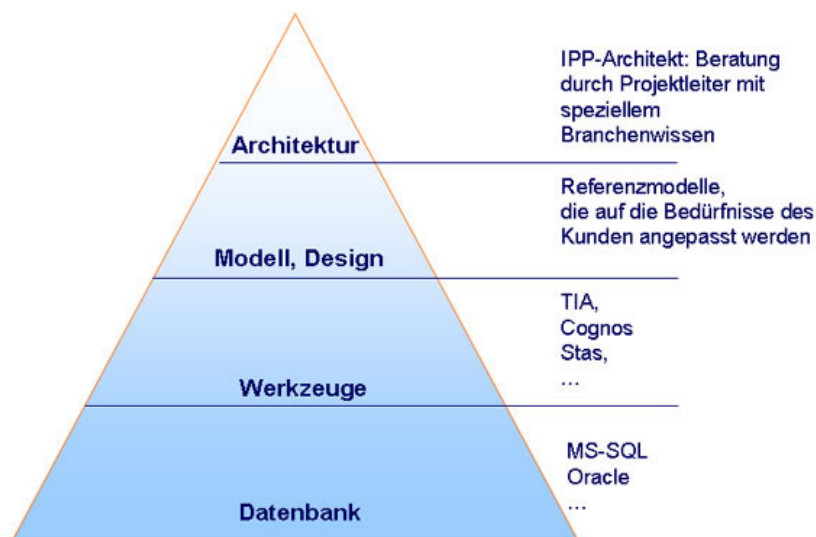 IPP-Architekt: Beratung
durch Projektleiter mit
speziellem
Branchenwissen
Architektur
Referenzmodelle,
die auf die Bedürfnisse des
Kunden angepasst werden
Modell, Design
TIA,
Cognos
Stas,
...
Werkzeuge
MS-SQL
Oracle
...
Datenbank